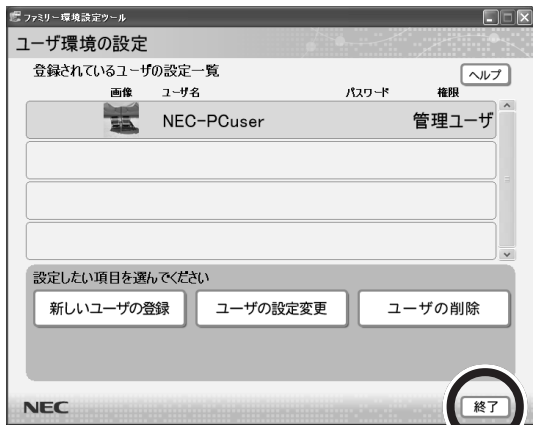 ファミリー環境設定ツール
ユーザ環境の設定
登録されているユーザの設定一覧
ヘルプ
画像 ユーザ名 パスワード 権限
NEC-PCuser 管理ユーザ
設定したい項目を選んでください
新しいユーザの登録 ユーザの設定変更 ユーザの削除
NEC 終了